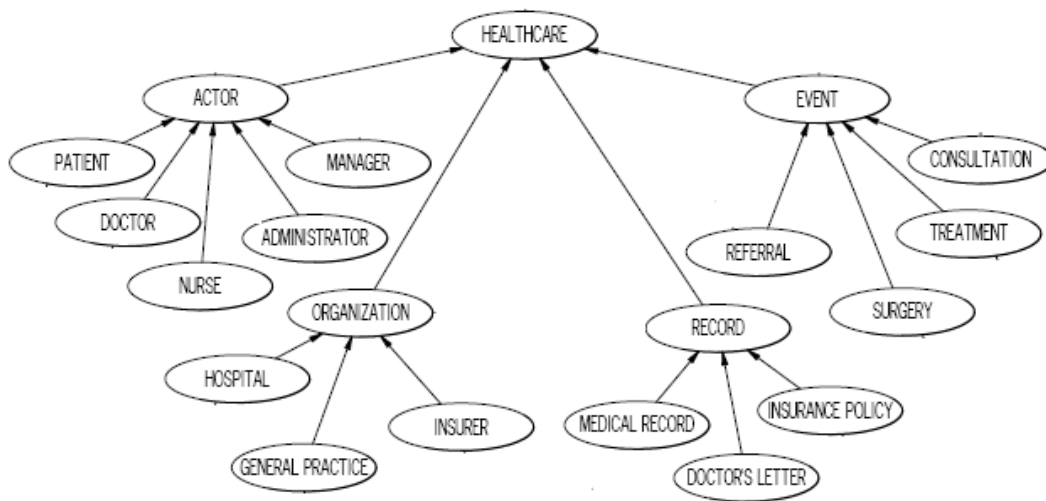 HEALTHCARE
ACTOR
EVENT
PATIENT
MANAGER
CONSULTATION
DOCTOR
ADMINISTRATOR
REFERRAL
TREATMENT
NURSE
ORGANIZATION
RECORD
SURGERY
HOSPITAL
INSURER
MEDICAL RECORD
INSURANCE POLICY
GENERAL PRACTICE
DOCTOR'S LETTER